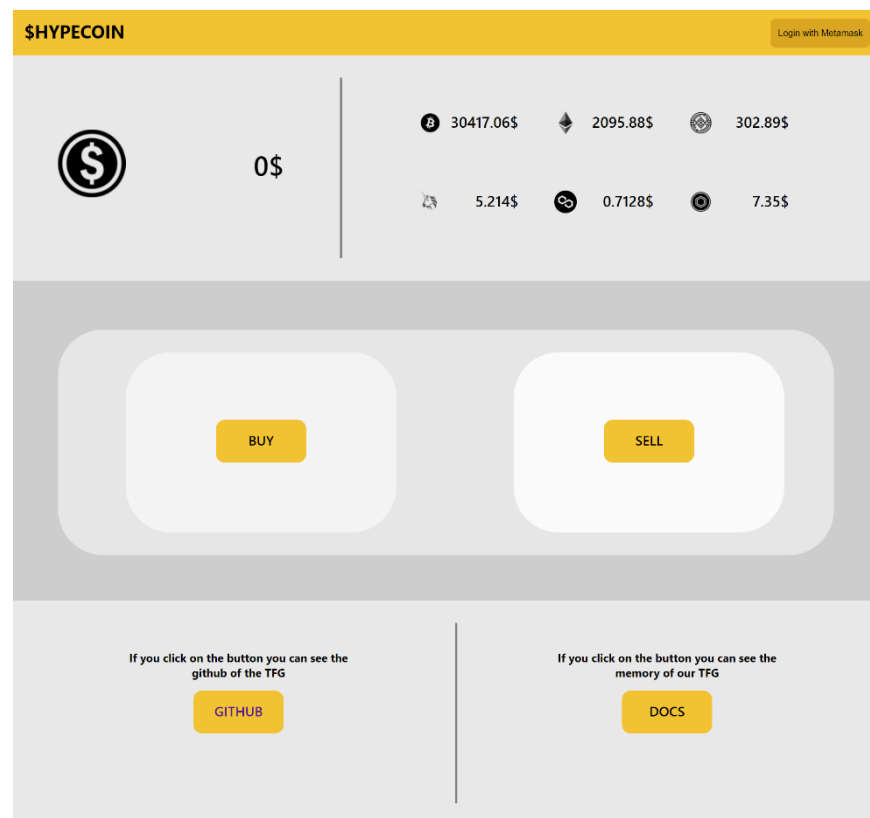 $HYPECOIN
Login with Metamask
0$
30417.06$ 2095.88$ 302.89$
5.214$ 0.7128$ 7.35$
BUY
SELL
If you click on the button you can see the
github of the TFG
GITHUB
If you click on the button you can see the
memory of our TFG
DOCS